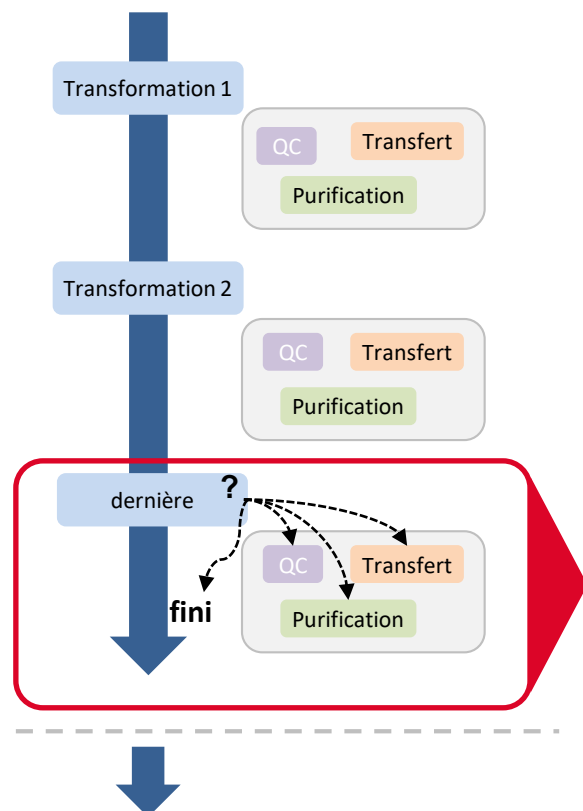 Transformation 1
QC
Transfert
Purification
Transformation 2
QC
Transfert
Purification
dernière
?
QC
Transfert
fini
Purification